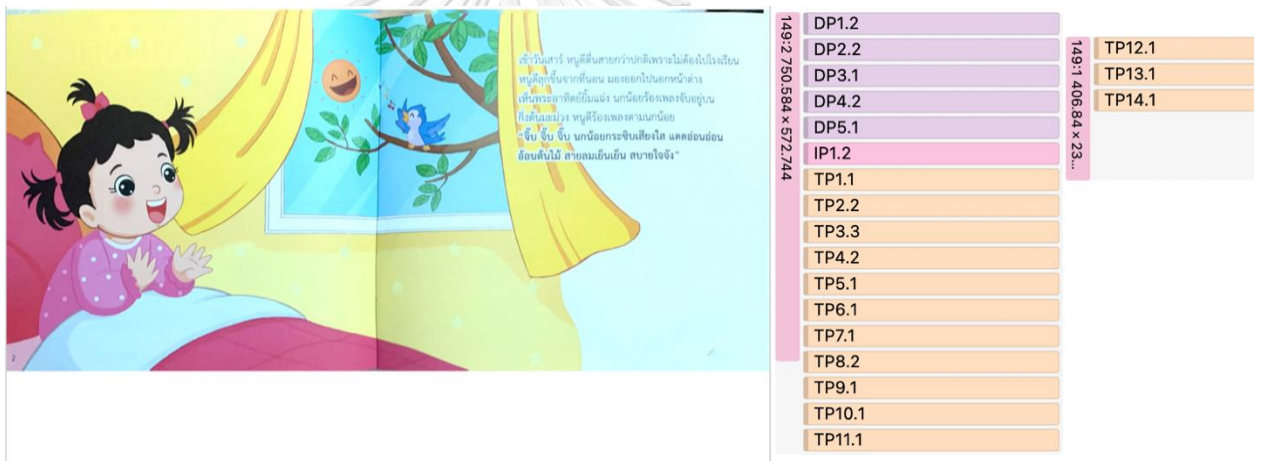 เช้าวันเสาร์ หนูดีตื่นสายกว่าปกติเพราะไม่ต้องไปโรงเรียน
หนูดีลุกขึ้นจากที่นอน มองออกไปนอกหน้าต่าง
เห็นพระอาทิตย์ยิ้มแฉ่ง นกน้อยร้องเพลงขับอยู่บน
กิ่งต้นมะม่วง หนูดีร้องเพลงตามนกน้อย
"จิ๊บ จิ๊บ จิ๊บ นกน้อยกระซิบเสียงใส แดดอ่อนอ่อน
อ้อนต้นไม้ สายลมเย็นเย็น สบายใจจัง"
2
149:2 750.584 × 572.744
DP1.2
DP2.2
DP3.1
DP4.2
DP5.1
IP1.2
TP1.1
TP2.2
TP3.3
TP4.2
TP5.1
TP6.1
TP7.1
TP8.2
TP9.1
TP10.1
TP11.1
149:1 406.84 × 23...
TP12.1
TP13.1
TP14.1